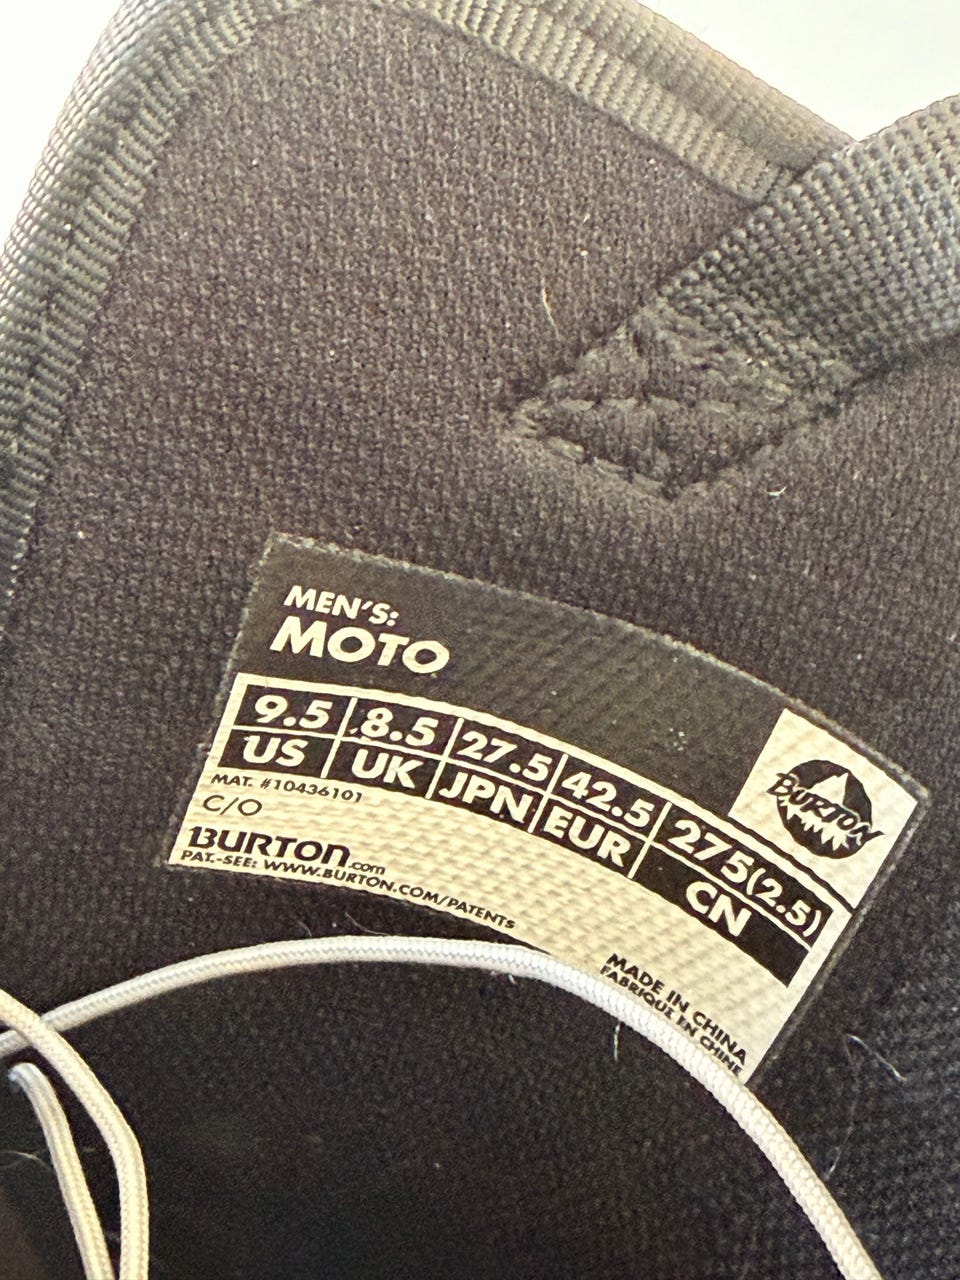 MEN'S:
MOTO
9.5 8.5 27.5 42.5 275(2.5)
US UK JPN EUR CN
MAT. #10436101
C/O
BURTON.com
PAT.-SEE: WWW.BURTON.COM/PATENTS
BURTON
MADE IN CHINA
FABRIQUÉ EN CHINE